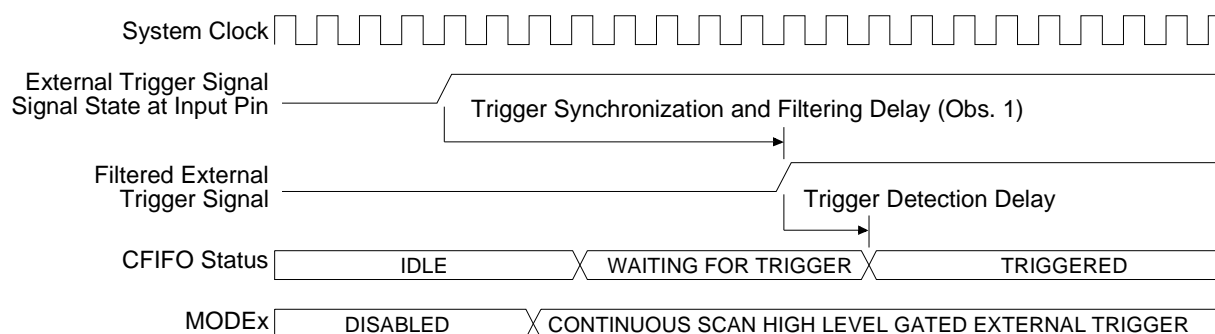 System Clock
External Trigger Signal
Signal State at Input Pin
Trigger Synchronization and Filtering Delay (Obs. 1)
Filtered External
Trigger Signal
Trigger Detection Delay
CFIFO Status
IDLE
WAITING FOR TRIGGER
TRIGGERED
MODEx
DISABLED
CONTINUOUS SCAN HIGH LEVEL GATED EXTERNAL TRIGGER